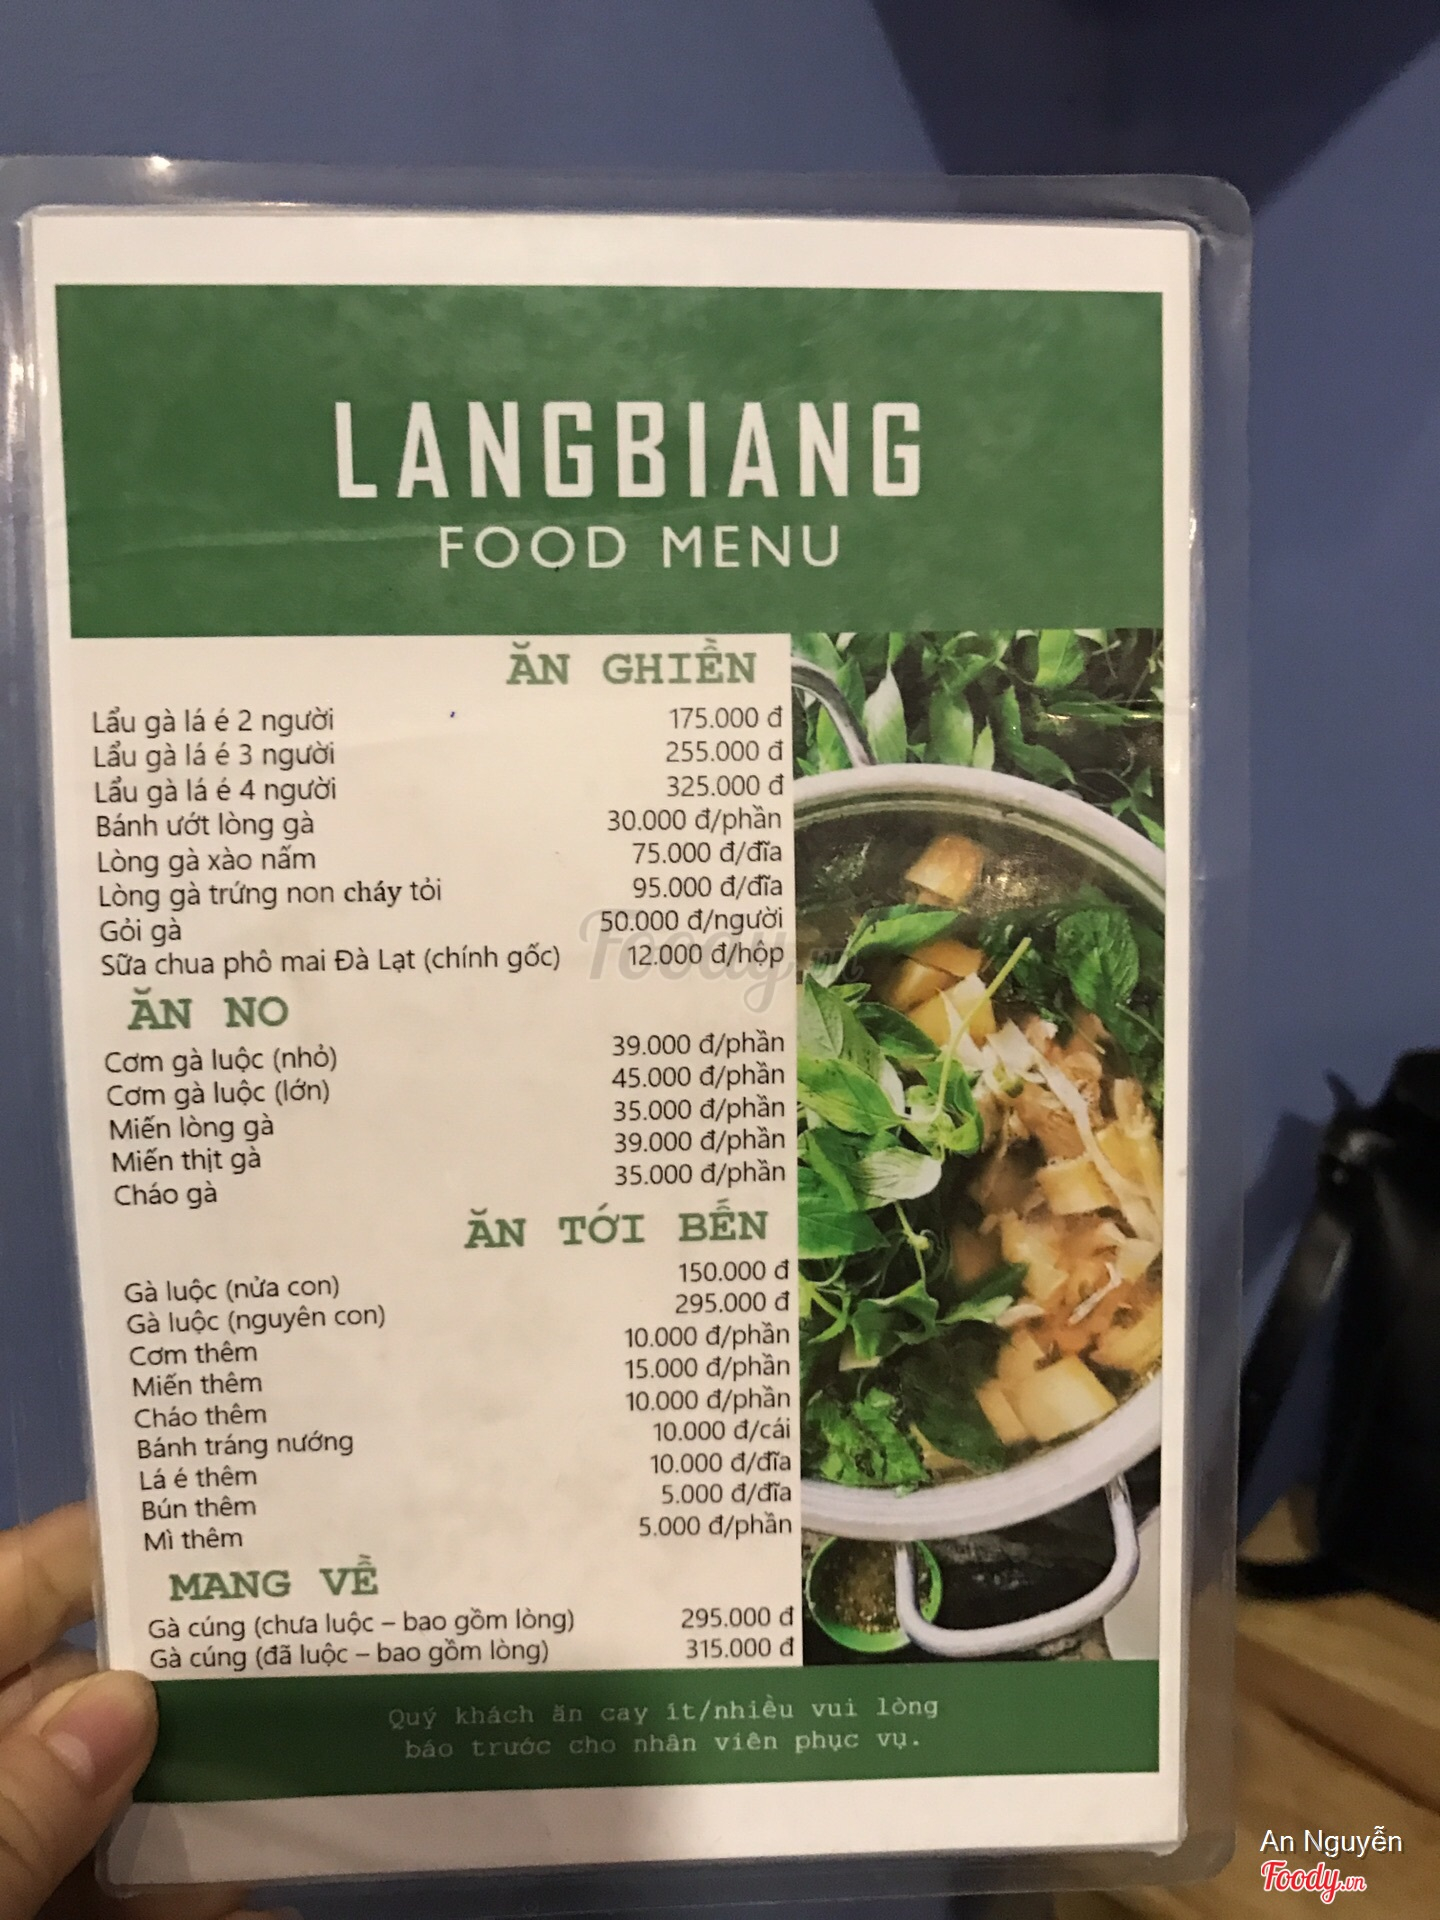 LANGBIANG
FOOD MENU
ĂN GHIỀN
Lẩu gà lá é 2 người 175.000 đ
Lẩu gà lá é 3 người 255.000 đ
Lẩu gà lá é 4 người 325.000 đ
Bánh ướt lòng gà 30.000 đ/phần
Lòng gà xào nấm 75.000 đ/đĩa
Lòng gà trứng non cháy tỏi 95.000 đ/đĩa
Gỏi gà 50.000 đ/người
Sữa chua phô mai Đà Lạt (chính gốc) 12.000 đ/hộp
Foody.vn
ĂN NO
Cơm gà luộc (nhỏ) 39.000 đ/phần
Cơm gà luộc (lớn) 45.000 đ/phần
Miến lòng gà 35.000 đ/phần
Miến thịt gà 39.000 đ/phần
Cháo gà 35.000 đ/phần
ĂN TỚI BẾN
Gà luộc (nửa con) 150.000 đ
Gà luộc (nguyên con) 295.000 đ
Cơm thêm 10.000 đ/phần
Miến thêm 15.000 đ/phần
Cháo thêm 10.000 đ/phần
Bánh tráng nướng 10.000 đ/cái
Lá é thêm 10.000 đ/đĩa
Bún thêm 5.000 đ/đĩa
Mì thêm 5.000 đ/phần
MANG VỀ
Gà cúng (chưa luộc – bao gồm lòng) 295.000 đ
Gà cúng (đã luộc – bao gồm lòng) 315.000 đ
Quý khách ăn cay ít/nhiều vui lòng
báo trước cho nhân viên phục vụ.
An Nguyễn
Foody.vn